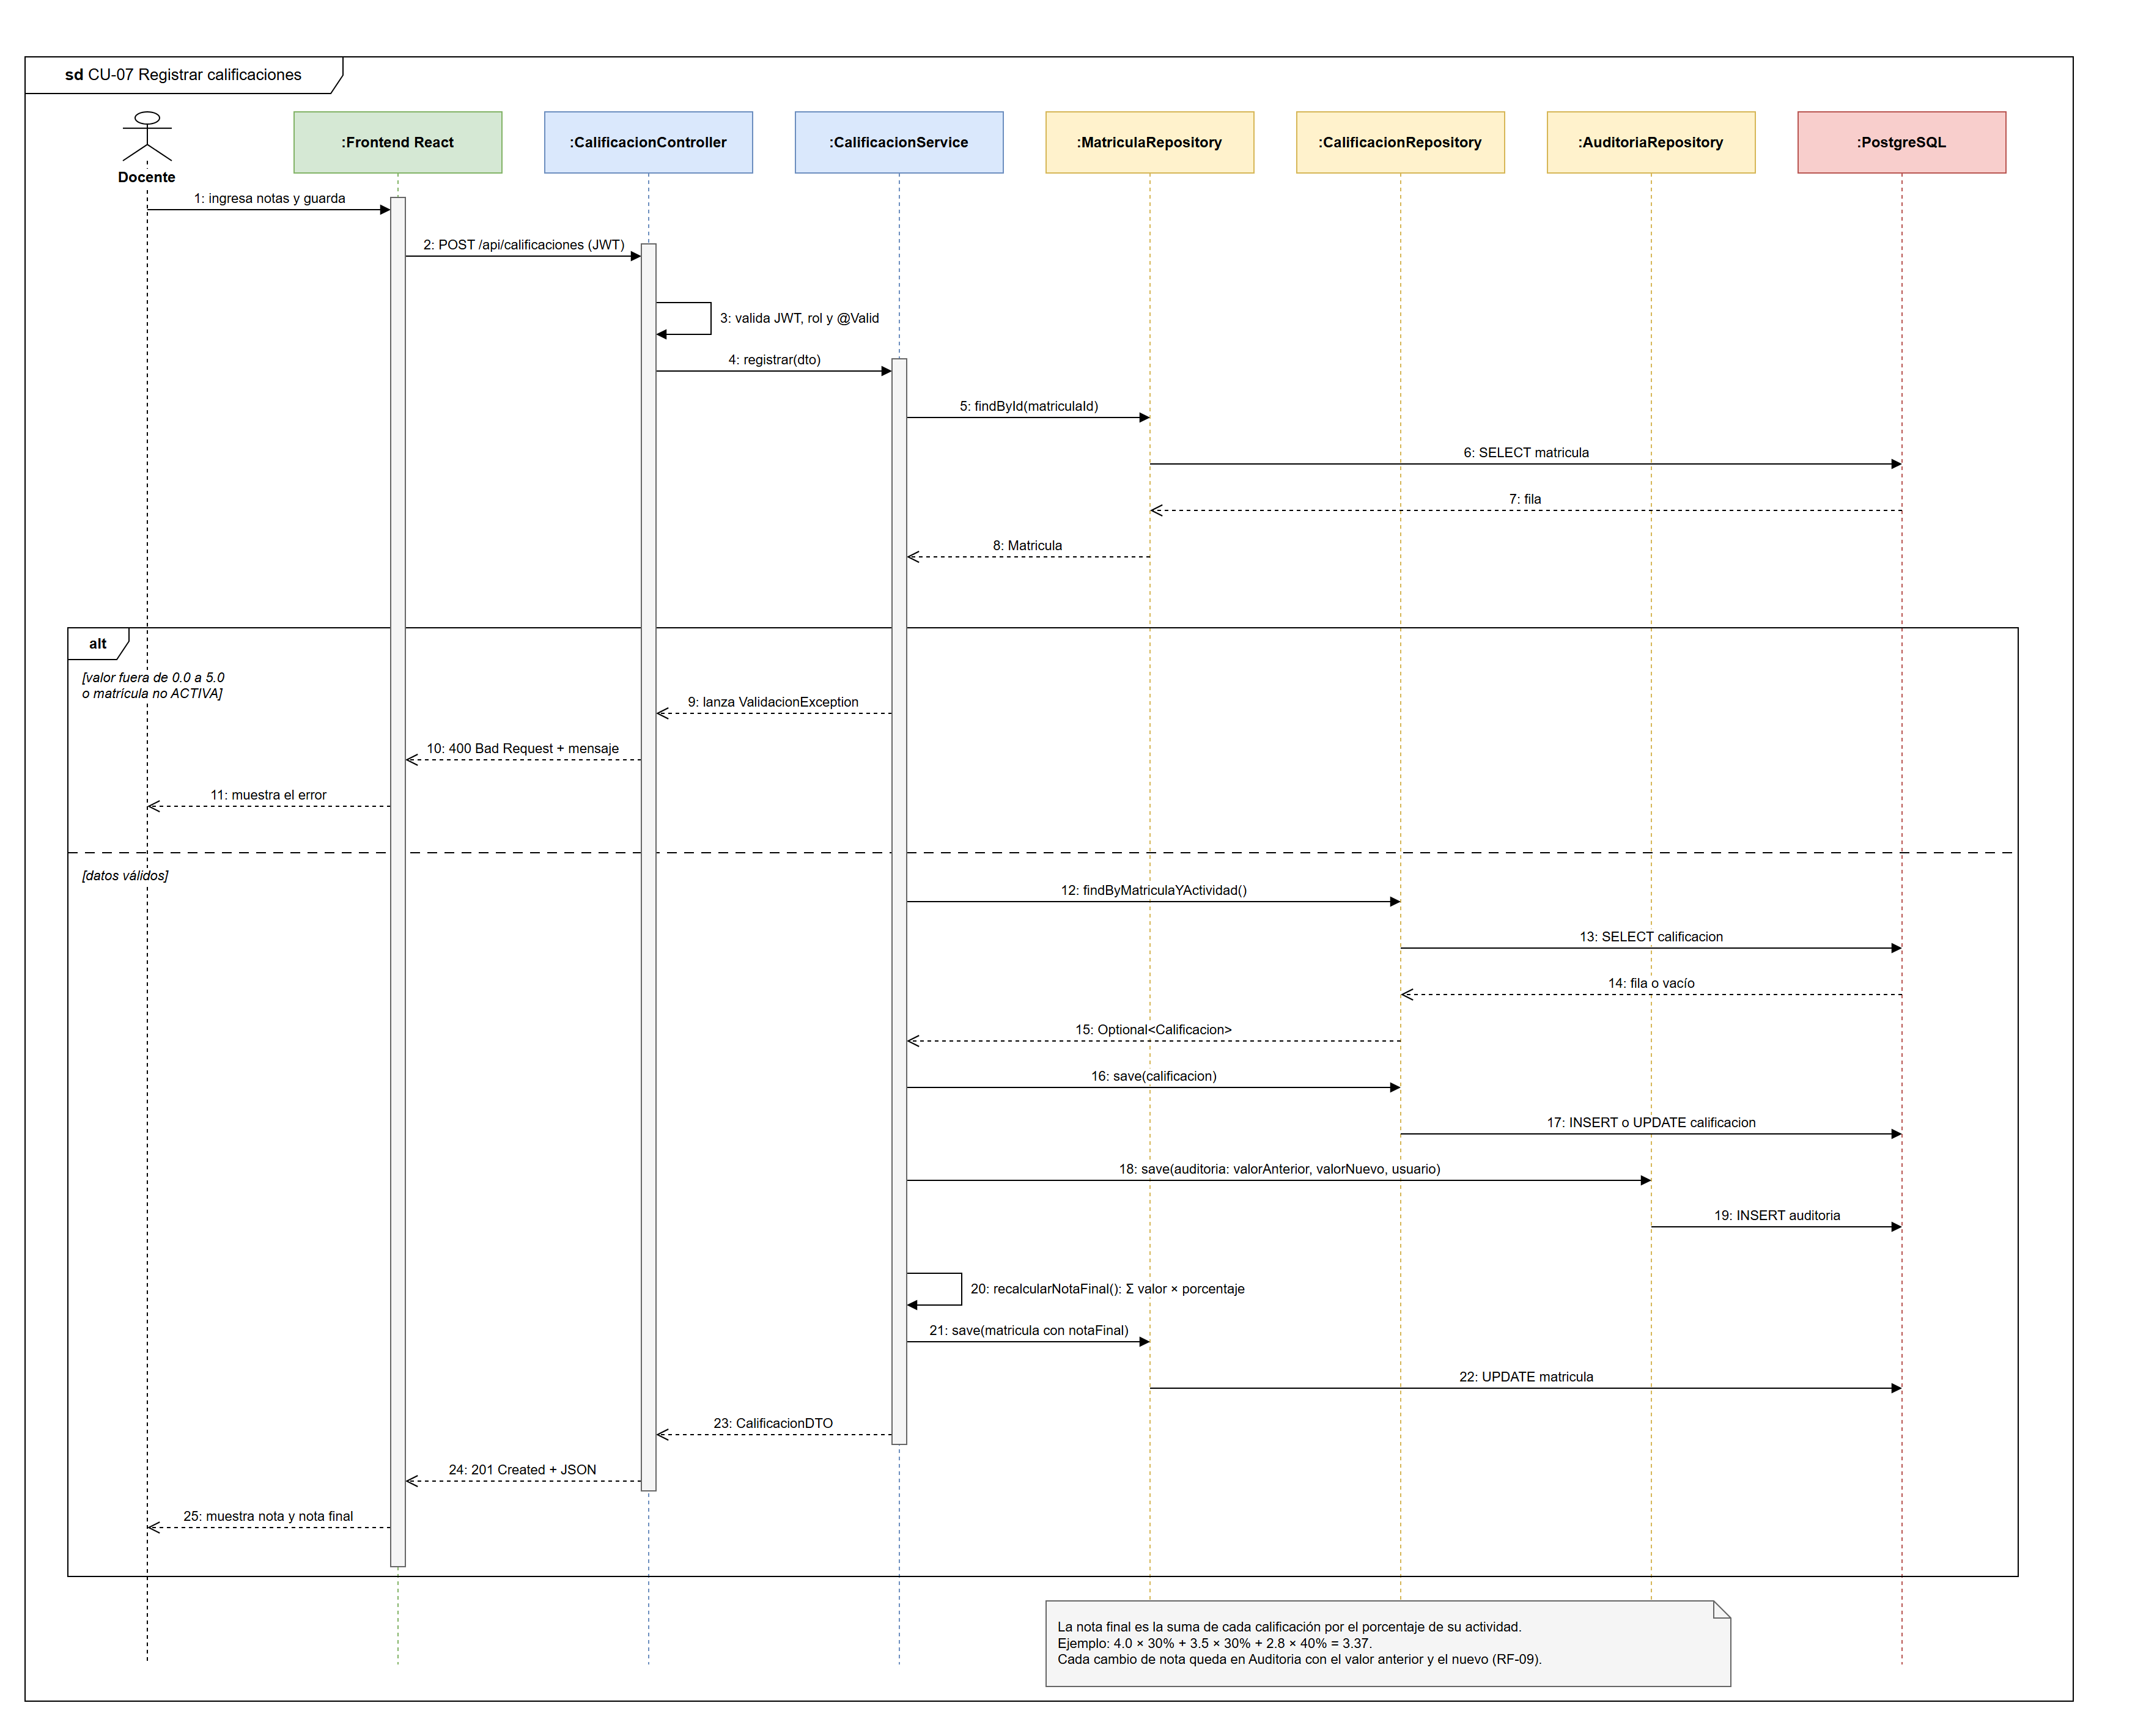 sd CU-07 Registrar calificaciones
Docente
:Frontend React
:CalificacionController
:CalificacionService
:MatriculaRepository
:CalificacionRepository
:AuditoriaRepository
:PostgreSQL
1: ingresa notas y guarda
2: POST /api/calificaciones (JWT)
3: valida JWT, rol y @Valid
4: registrar(dto)
5: findById(matriculaId)
6: SELECT matricula
7: fila
8: Matricula
alt
[valor fuera de 0.0 a 5.0
o matrícula no ACTIVA]
9: lanza ValidacionException
10: 400 Bad Request + mensaje
11: muestra el error
[datos válidos]
12: findByMatriculaYActividad()
13: SELECT calificacion
14: fila o vacío
15: Optional<Calificacion>
16: save(calificacion)
17: INSERT o UPDATE calificacion
18: save(auditoria: valorAnterior, valorNuevo, usuario)
19: INSERT auditoria
20: recalcularNotaFinal(): Σ valor × porcentaje
21: save(matricula con notaFinal)
22: UPDATE matricula
23: CalificacionDTO
24: 201 Created + JSON
25: muestra nota y nota final
La nota final es la suma de cada calificación por el porcentaje de su actividad.
Ejemplo: 4.0 × 30% + 3.5 × 30% + 2.8 × 40% = 3.37.
Cada cambio de nota queda en Auditoria con el valor anterior y el nuevo (RF-09).